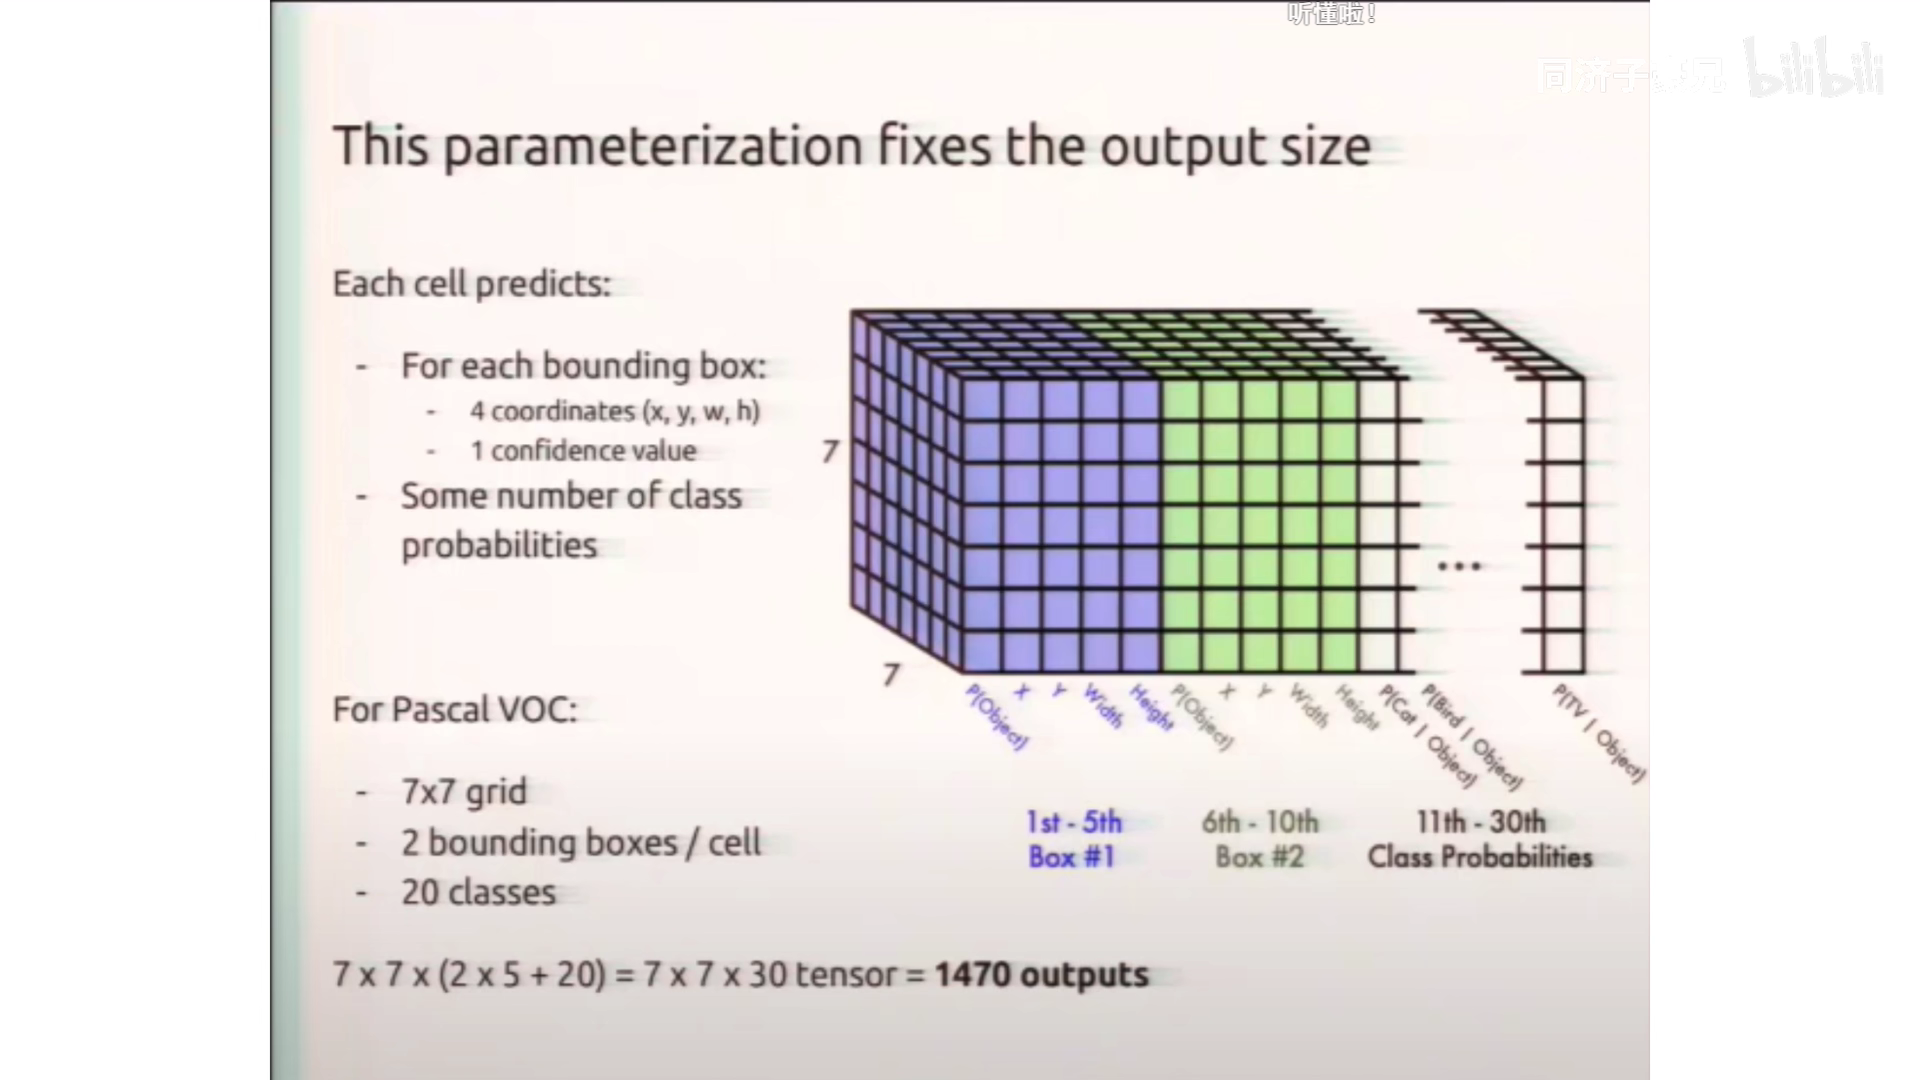 听懂啦！
同济子豪兄 bilibili
This parameterization fixes the output size
Each cell predicts:
- For each bounding box:
- 4 coordinates (x, y, w, h)
- 1 confidence value
- Some number of class
probabilities
For Pascal VOC:
- 7x7 grid
- 2 bounding boxes / cell
- 20 classes
7 x 7 x (2 x 5 + 20) = 7 x 7 x 30 tensor = 1470 outputs
7
...
7
P(Object)
X
Y
Width
Height
P(Object)
X
Y
Width
Height
P(Cat | Object)
P(Bird | Object)
P(TV | Object)
1st - 5th
Box #1
6th - 10th
Box #2
11th - 30th
Class Probabilities